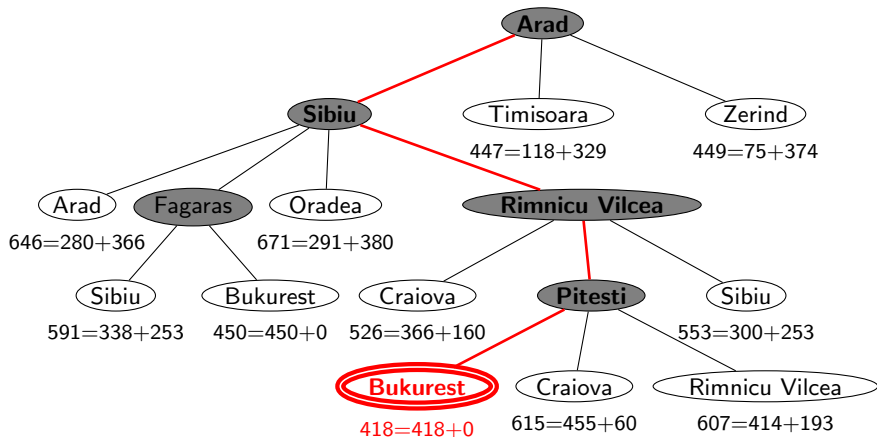 Arad
Sibiu
Timisoara
Zerind
447=118+329
449=75+374
Arad
Fagaras
Oradea
Rimnicu Vilcea
646=280+366
671=291+380
Sibiu
Bukurest
Craiova
Pitesti
Sibiu
591=338+253
450=450+0
526=366+160
553=300+253
Bukurest
Craiova
Rimnicu Vilcea
418=418+0
615=455+60
607=414+193